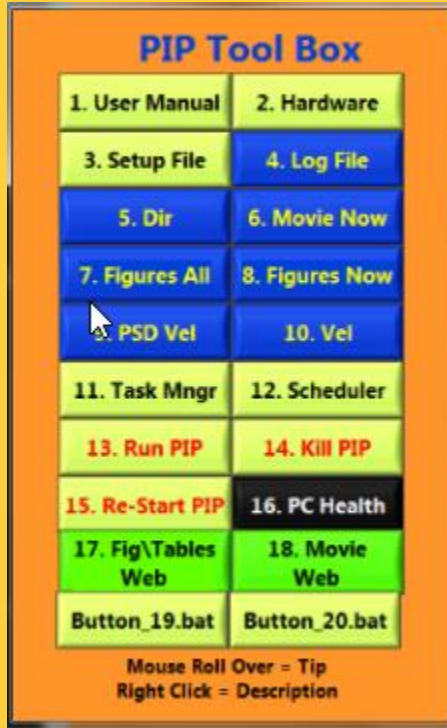 PIP Tool Box
1. User Manual
2. Hardware
3. Setup File
4. Log File
5. Dir
6. Movie Now
7. Figures All
8. Figures Now
PSD Vel
10. Vel
11. Task Mngr
12. Scheduler
13. Run PIP
14. Kill PIP
15. Re-Start PIP
16. PC Health
17. Fig\Tables
Web
18. Movie
Web
Button_19.bat
Button_20.bat
Mouse Roll Over = Tip
Right Click = Description